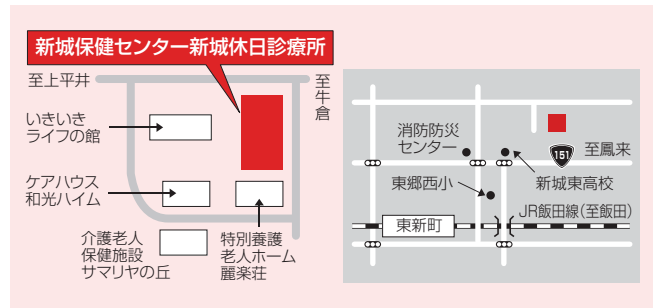 新城保健センター新城休日診療所
至上平井
至牛倉
いきいき
ライフの館
ケアハウス
和光ハイム
介護老人
保健施設
サマリヤの丘
特別養護
老人ホーム
麗楽荘
消防防災
センター
151
至鳳来
東郷西小
新城東高校
JR飯田線(至飯田)
東新町